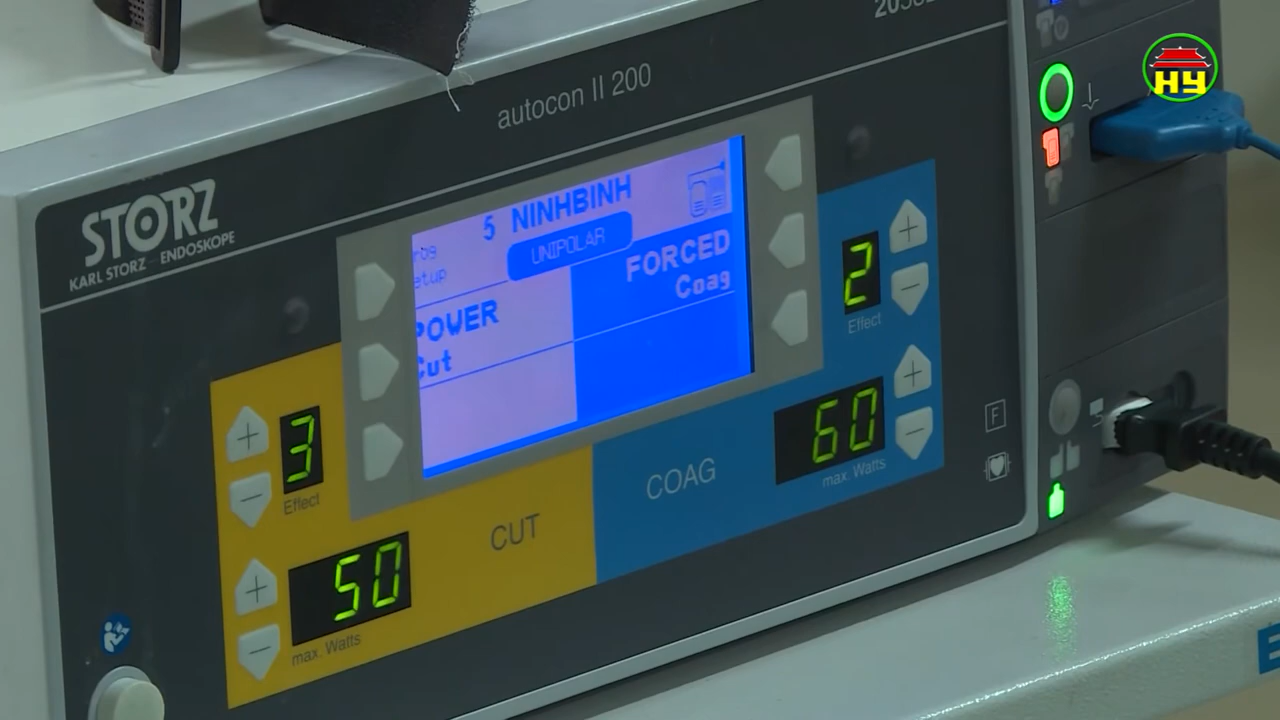 autocon II 200
HY
STORZ
KARL STORZ - ENDOSKOPE
5 NINHBINH
UNIPOLAR
FORCED
Coag
POWER
Cut
2
Effect
3
Effect
60
max. Watts
COAG
CUT
50
max. Watts
F